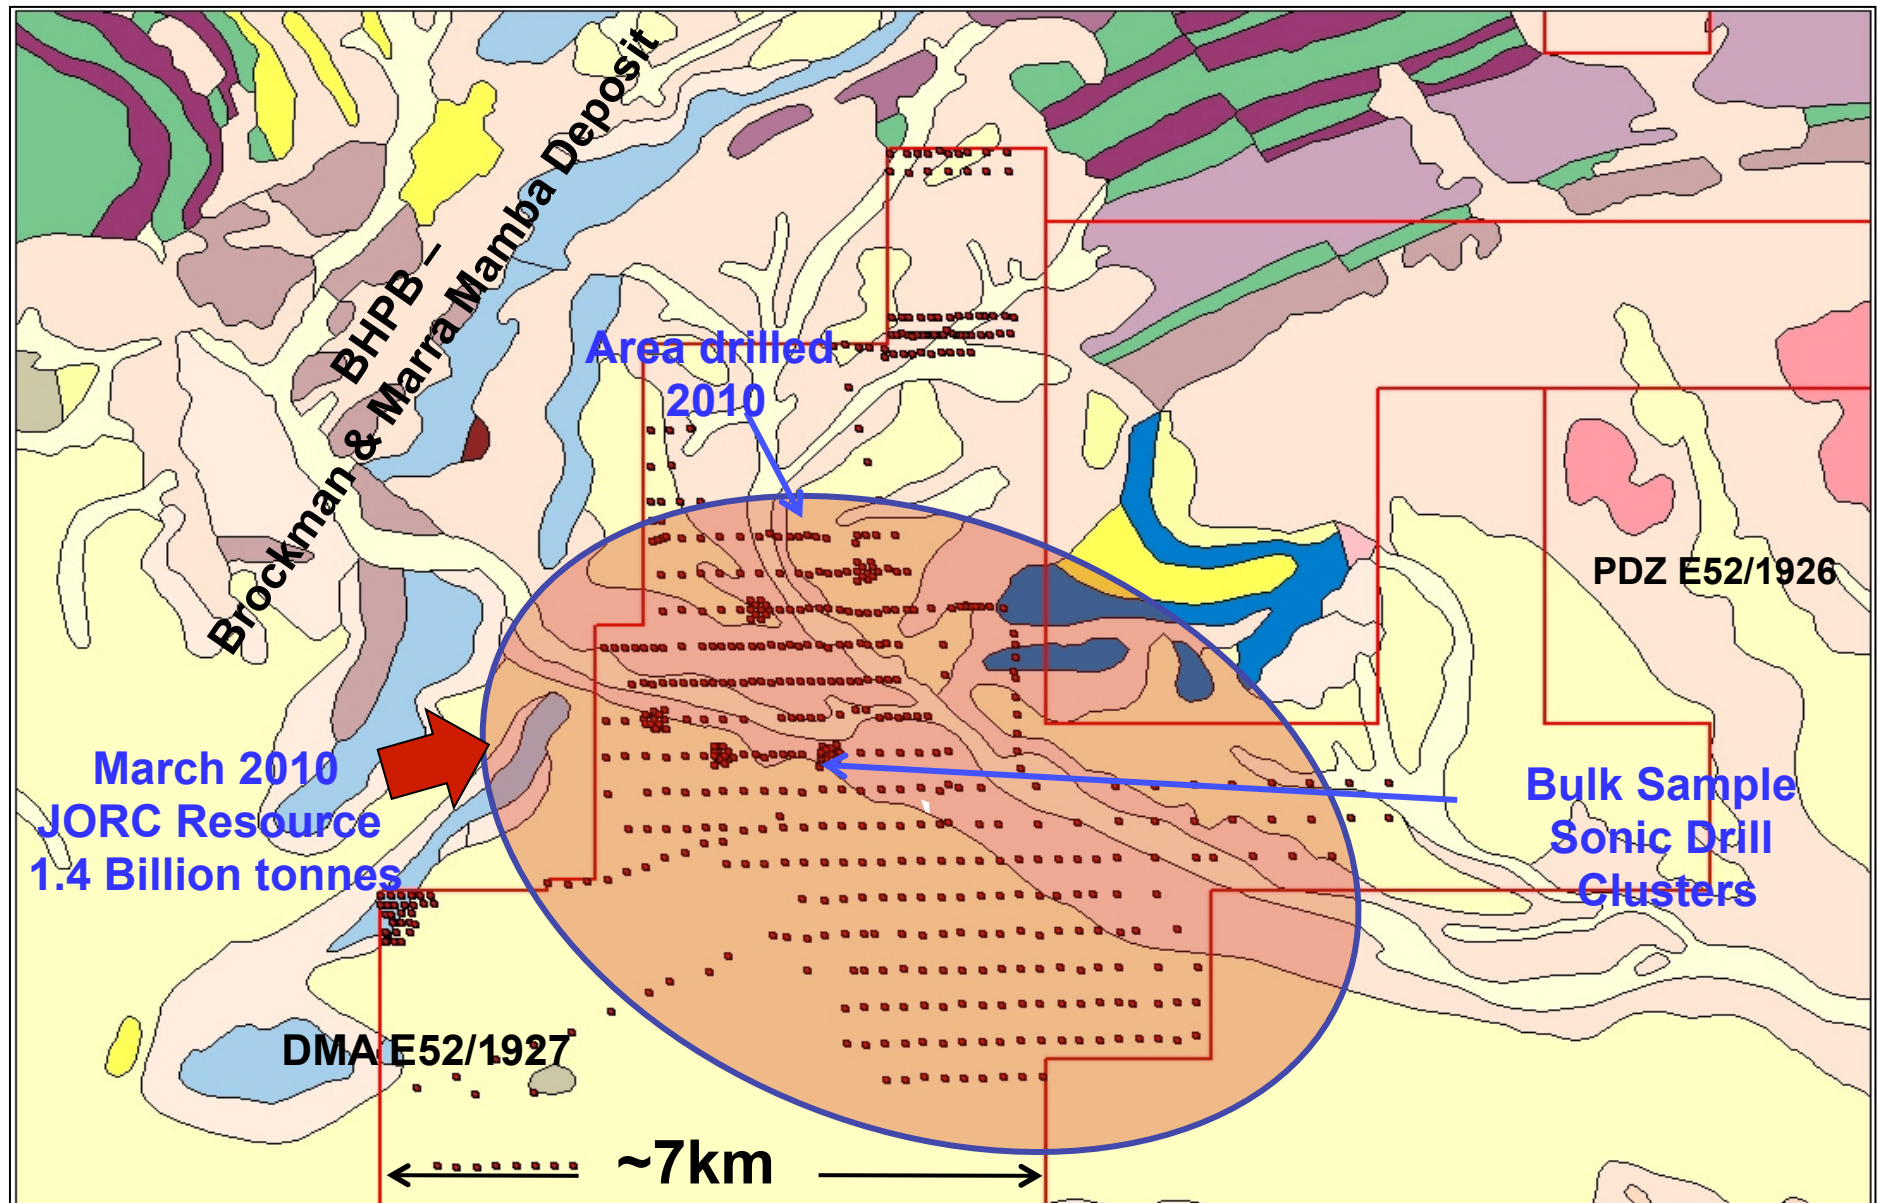 BHPB –
Brockman & Marra Mamba Deposit
Area drilled
2010
PDZ E52/1926
March 2010
JORC Resource
1.4 Billion tonnes
Bulk Sample
Sonic Drill
Clusters
DMA E52/1927
~7km